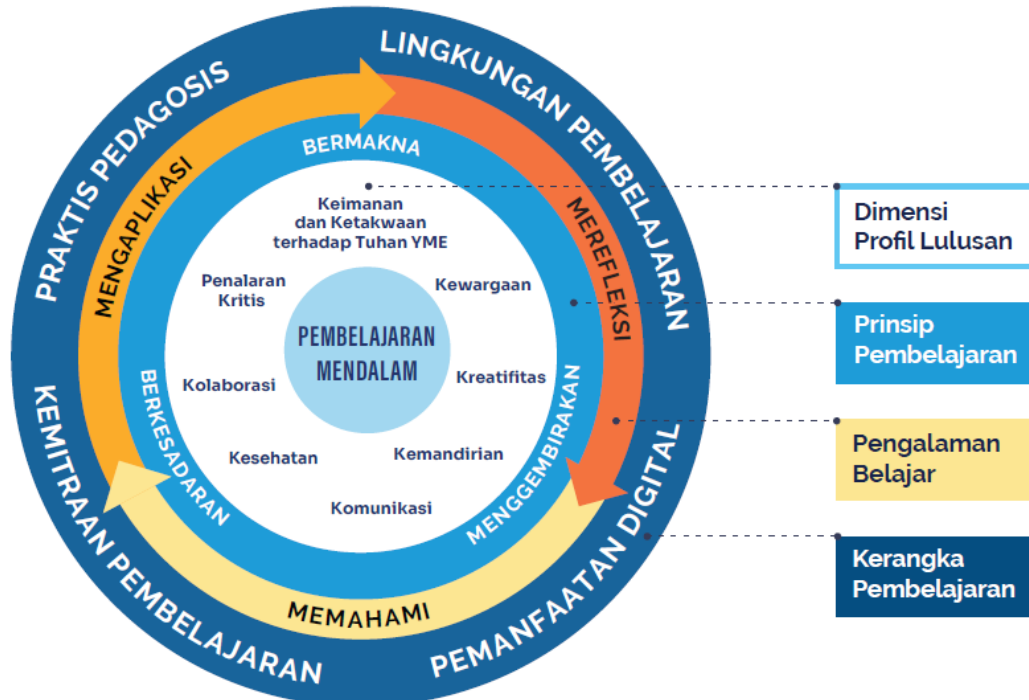 PRAKTIS PEDAGOSIS
LINGKUNGAN PEMBELAJARAN
PEMANFAATAN DIGITAL
KEMITRAAN PEMBELAJARAN
MENGAPLIKASI
MEREFLEKSI
MEMAHAMI
BERMAKNA
MENGGEMBIRAKAN
BERKESADARAN
Keimanan
dan Ketakwaan
terhadap Tuhan YME
Kewargaan
Kreatifitas
Kemandirian
Komunikasi
Kesehatan
Kolaborasi
Penalaran
Kritis
PEMBELAJARAN
MENDALAM
Dimensi
Profil Lulusan
Prinsip
Pembelajaran
Pengalaman
Belajar
Kerangka
Pembelajaran